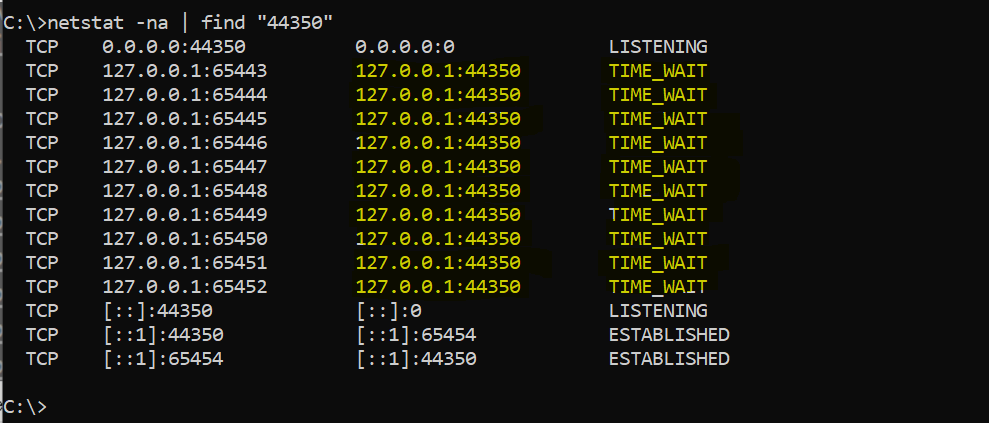 C:\>netstat -na | find "44350"
TCP 0.0.0.0:44350 0.0.0.0:0 LISTENING
TCP 127.0.0.1:65443 127.0.0.1:44350 TIME_WAIT
TCP 127.0.0.1:65444 127.0.0.1:44350 TIME_WAIT
TCP 127.0.0.1:65445 127.0.0.1:44350 TIME_WAIT
TCP 127.0.0.1:65446 127.0.0.1:44350 TIME_WAIT
TCP 127.0.0.1:65447 127.0.0.1:44350 TIME_WAIT
TCP 127.0.0.1:65448 127.0.0.1:44350 TIME_WAIT
TCP 127.0.0.1:65449 127.0.0.1:44350 TIME_WAIT
TCP 127.0.0.1:65450 127.0.0.1:44350 TIME_WAIT
TCP 127.0.0.1:65451 127.0.0.1:44350 TIME_WAIT
TCP 127.0.0.1:65452 127.0.0.1:44350 TIME_WAIT
TCP [::]:44350 [::]:0 LISTENING
TCP [::1]:44350 [::1]:65454 ESTABLISHED
TCP [::1]:65454 [::1]:44350 ESTABLISHED
C:\>